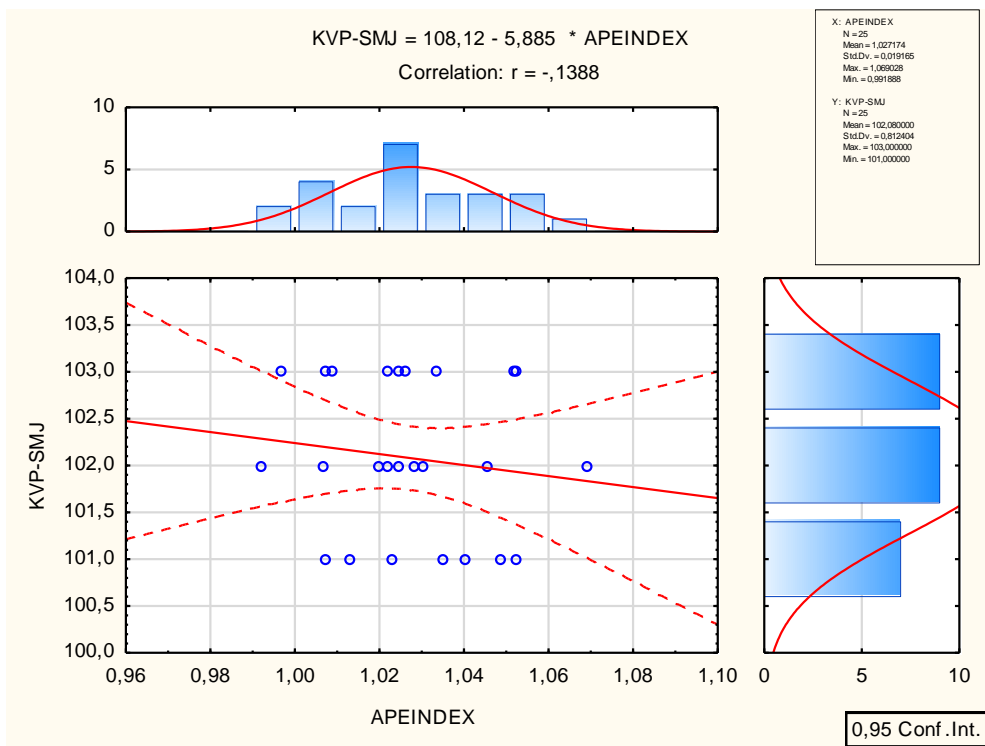 KVP-SMJ = 108,12 - 5,885 * APEINDEX
Correlation: r = -,1388
X: APEINDEX
N = 25
Mean = 1,027174
Std.Dv. = 0,019165
Max. = 1,069028
Min. = 0,991888
Y: KVP-SMJ
N = 25
Mean = 102,080000
Std.Dv. = 0,812404
Max. = 103,000000
Min. = 101,000000
10
5
0
104,0
103,5
103,0
102,5
102,0
101,5
101,0
100,5
100,0
KVP-SMJ
0,96 0,98 1,00 1,02 1,04 1,06 1,08 1,10
APEINDEX
0 5 10
0,95 Conf.Int.